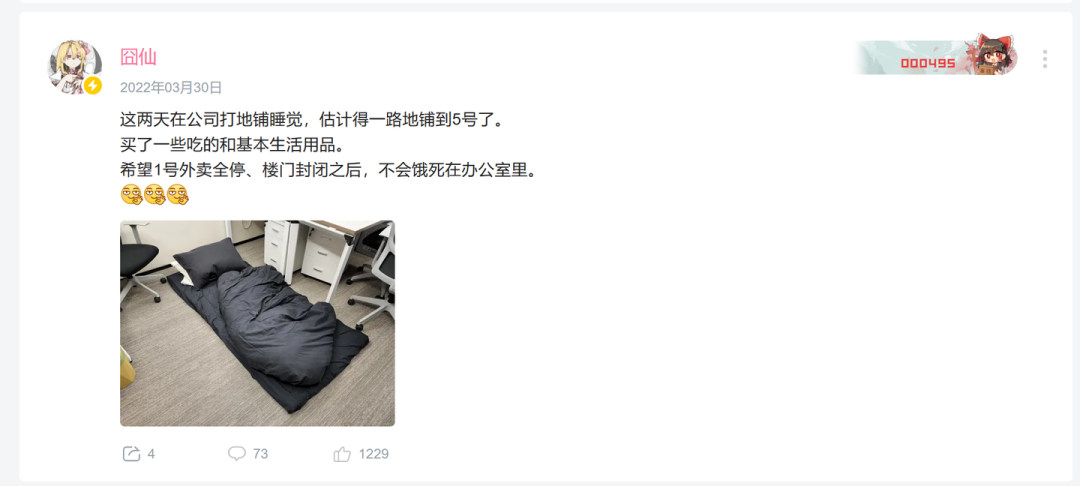 囧仙
000495
2022年03月30日
这两天在公司打地铺睡觉，估计得一路地铺到5号了。
买了一些吃的和基本生活用品。
希望1号外卖全停、楼门封闭之后，不会饿死在办公室里。
4
73
1229